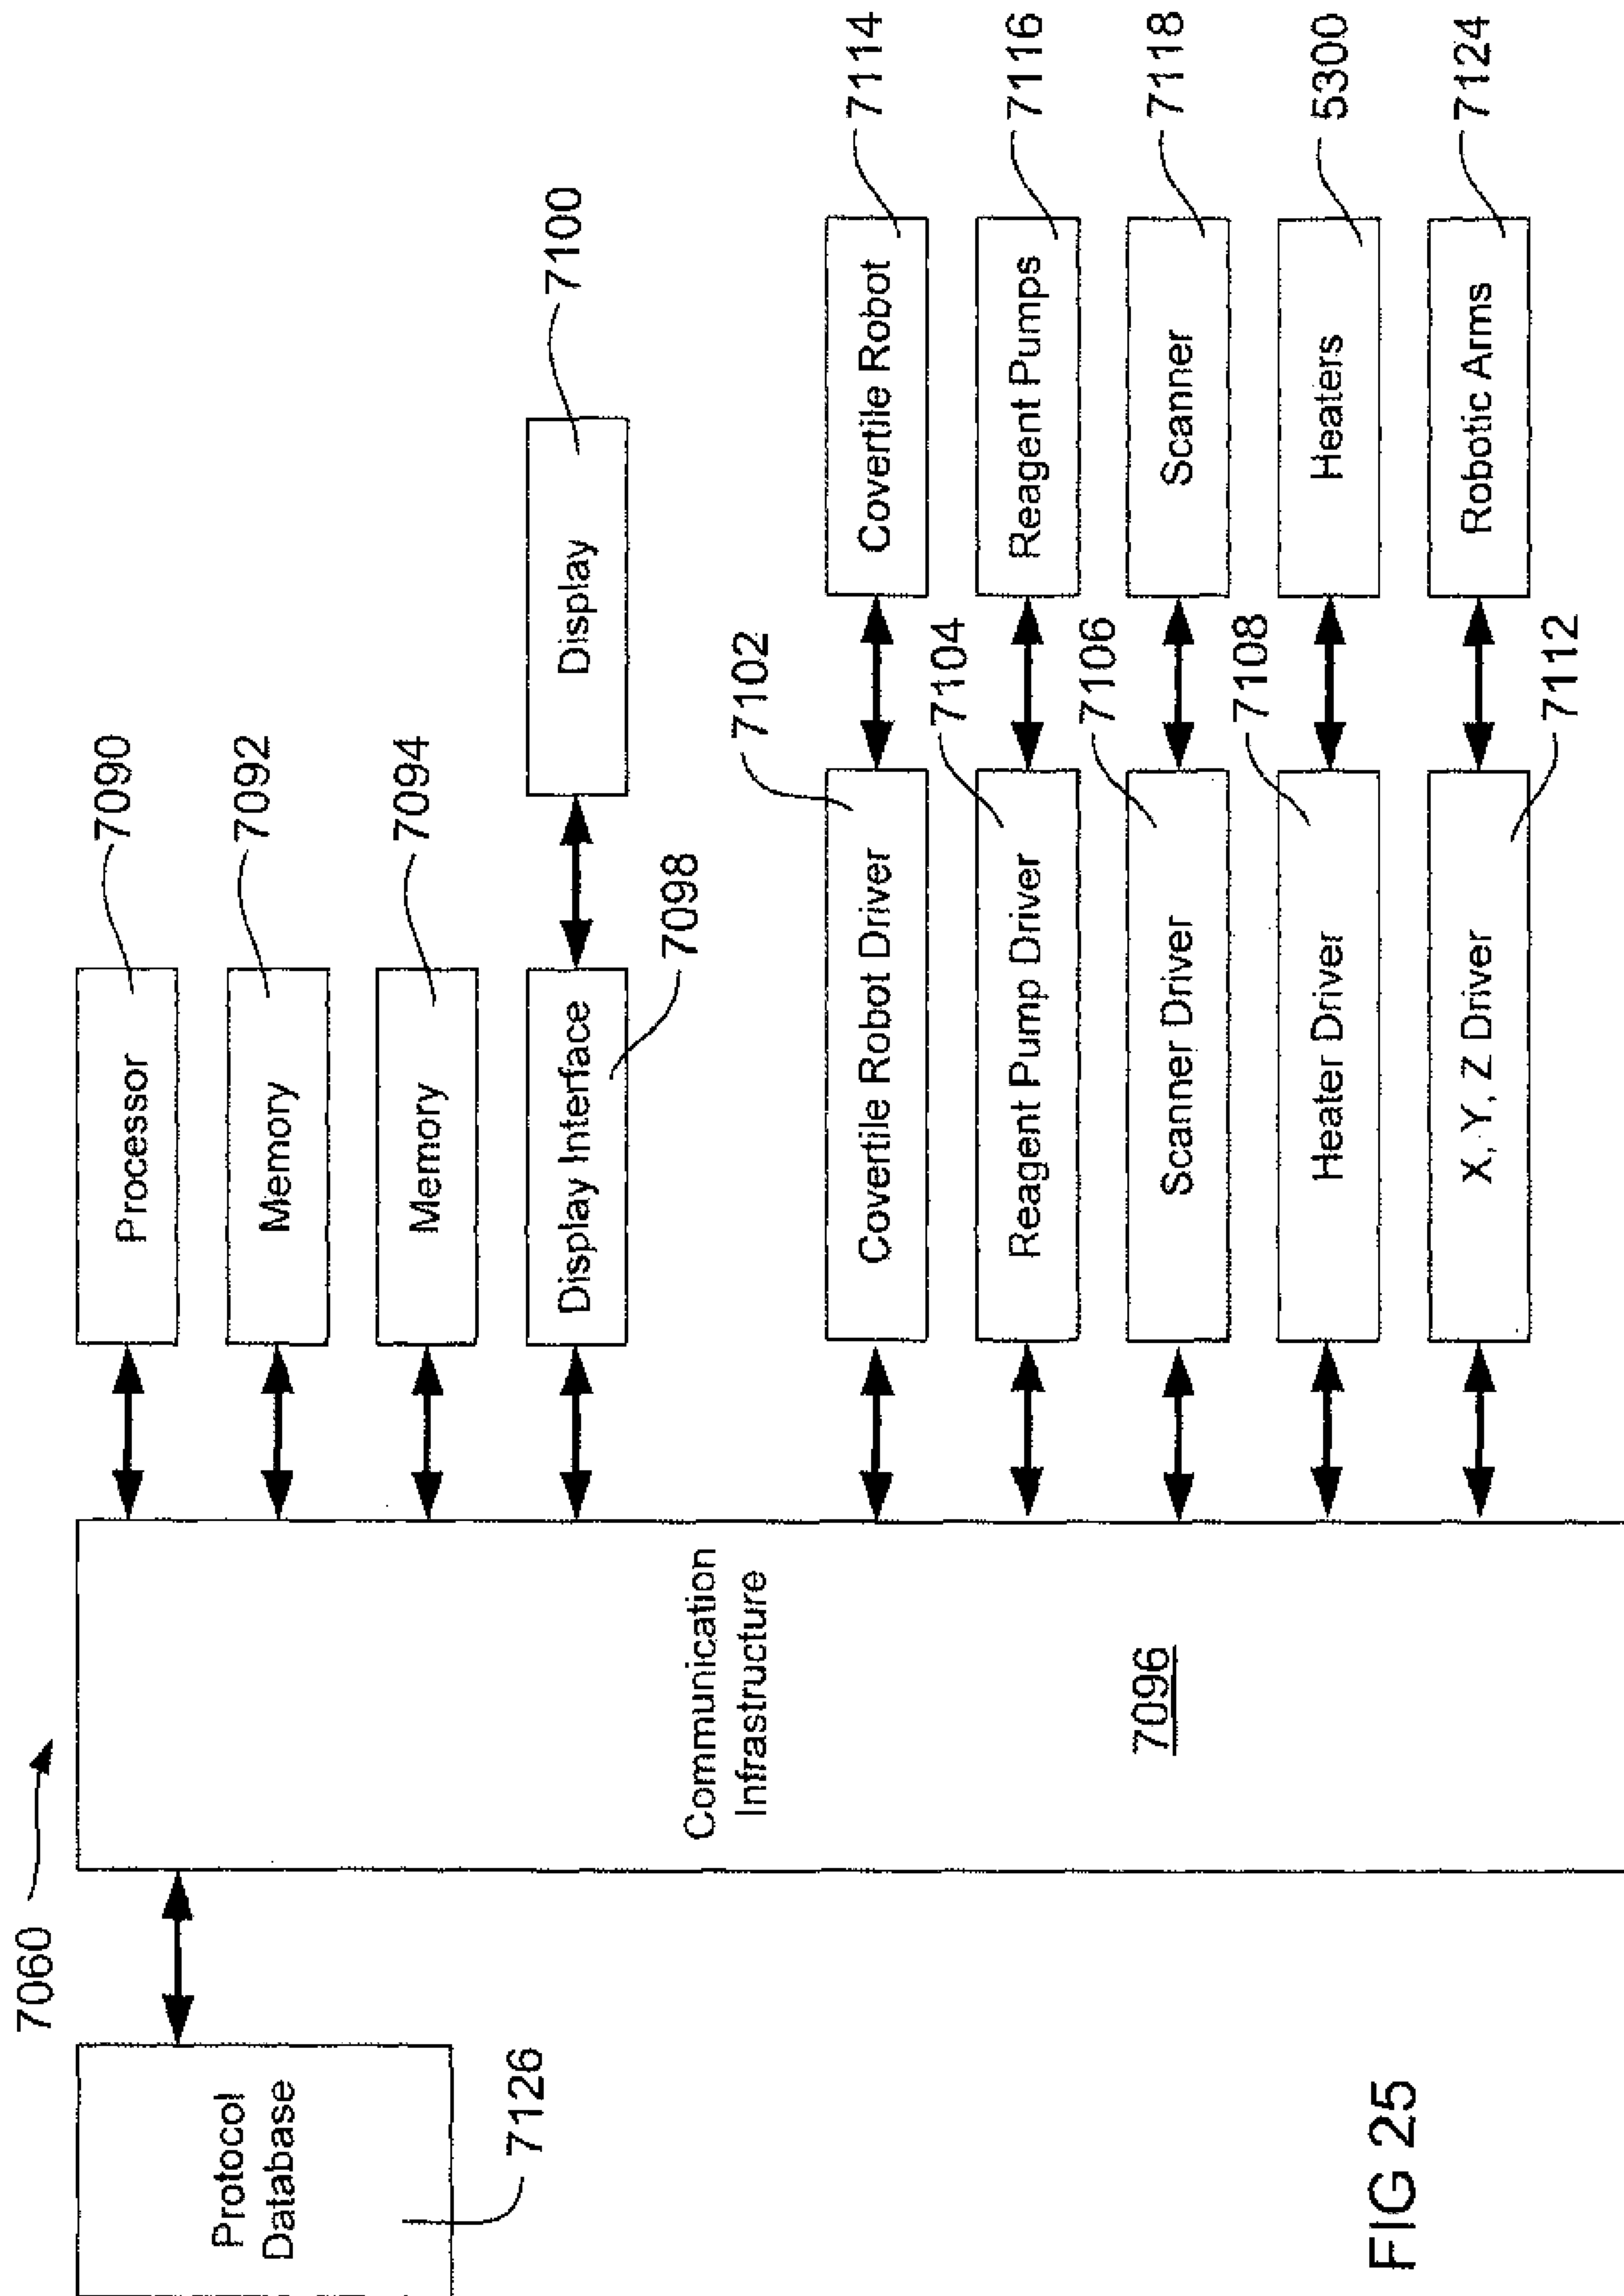 7060
Protocol
Database
7126
Communication
Infrastructure
7096
Processor
7090
Memory
7092
Memory
7094
Display Interface
7098
Display
7100
Covertile Robot Driver
7102
Covertile Robot
7114
Reagent Pump Driver
7104
Reagent Pumps
7116
Scanner Driver
7106
Scanner
7118
Heater Driver
7108
Heaters
5300
X, Y, Z Driver
7112
Robotic Arms
7124
FIG 25